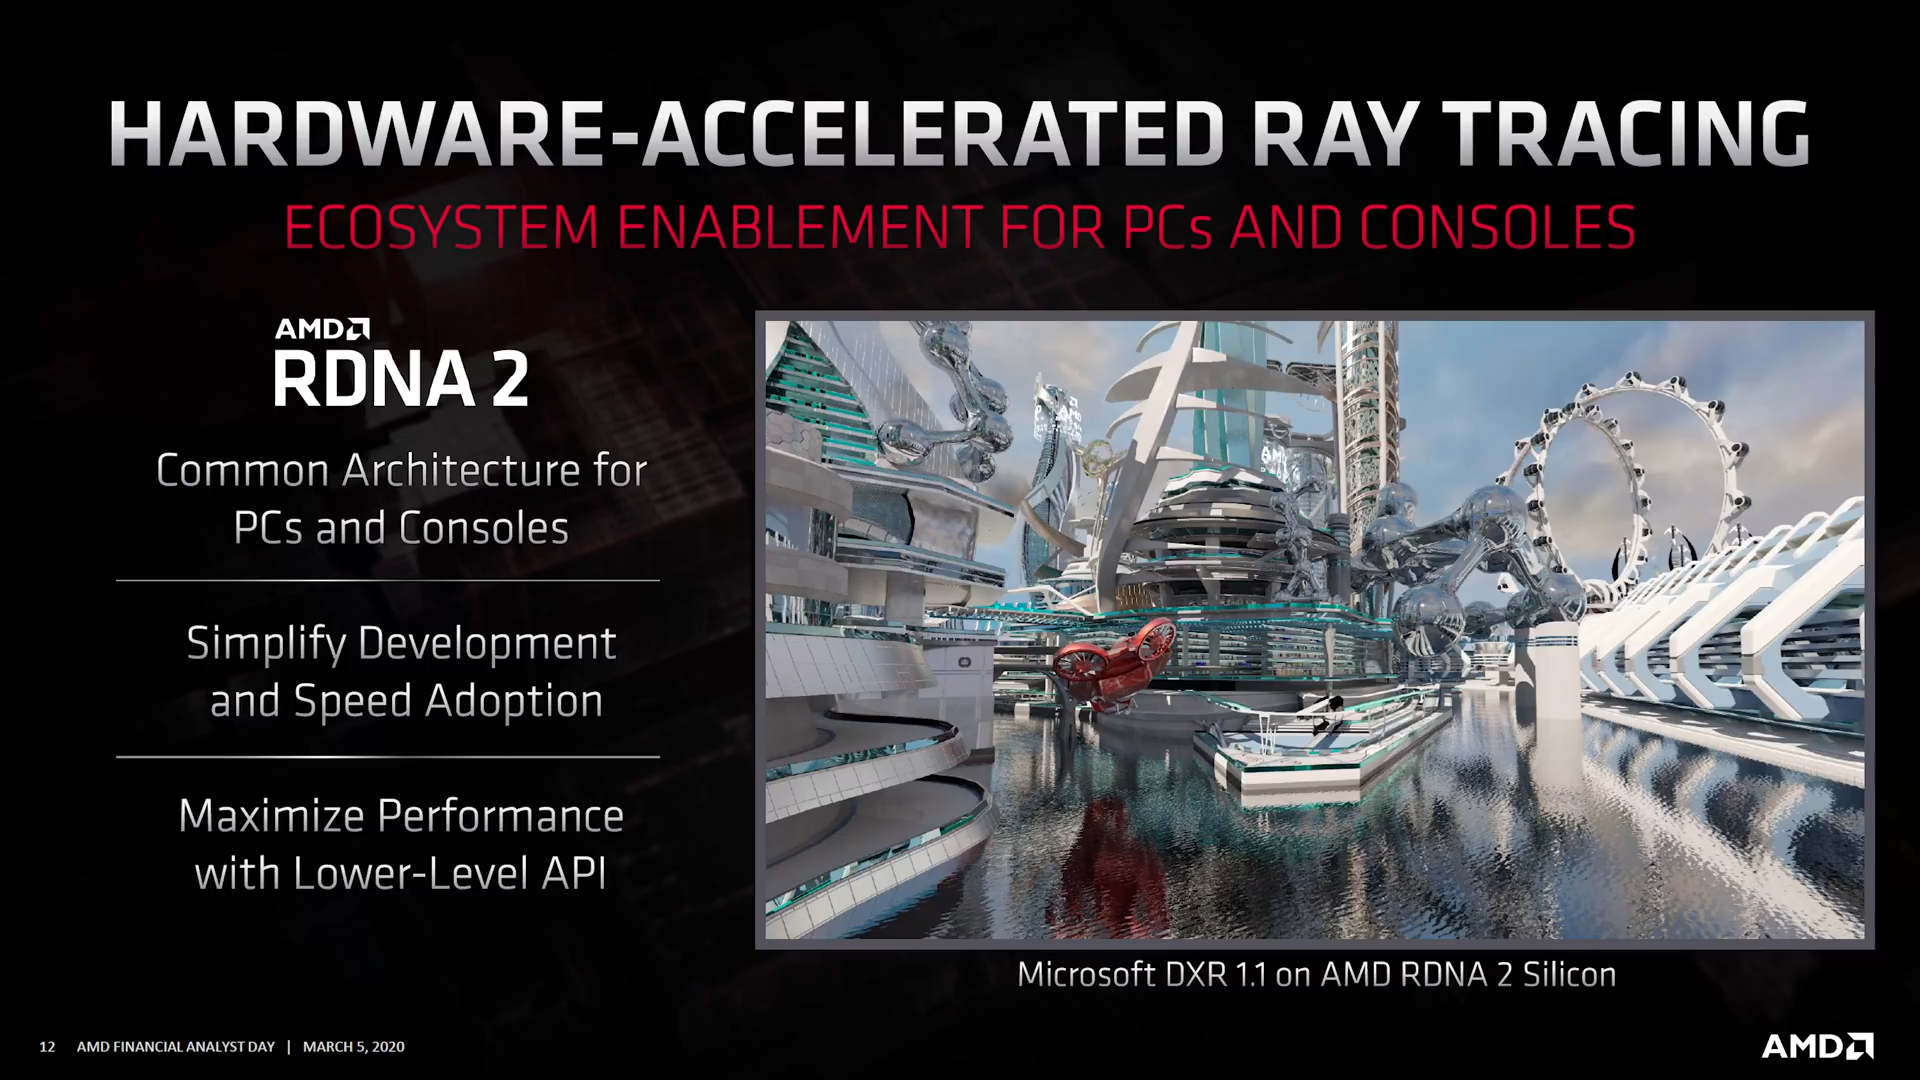 HARDWARE-ACCELERATED RAY TRACING
ECOSYSTEM ENABLEMENT FOR PCs AND CONSOLES
AMD
RDNA 2
Common Architecture for
PCs and Consoles
Simplify Development
and Speed Adoption
Maximize Performance
with Lower-Level API
AMD
AMD
Microsoft DXR 1.1 on AMD RDNA 2 Silicon
12 AMD FINANCIAL ANALYST DAY | MARCH 5, 2020
AMD